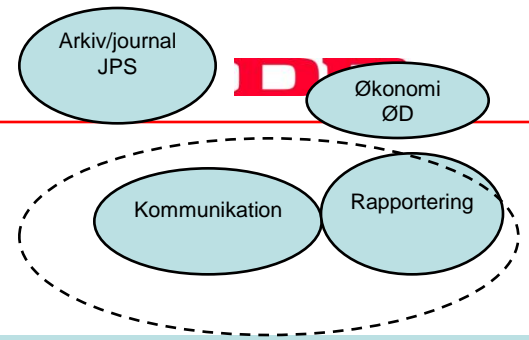 Arkiv/journal
JPS
Økonomi
ØD
Kommunikation
Rapportering